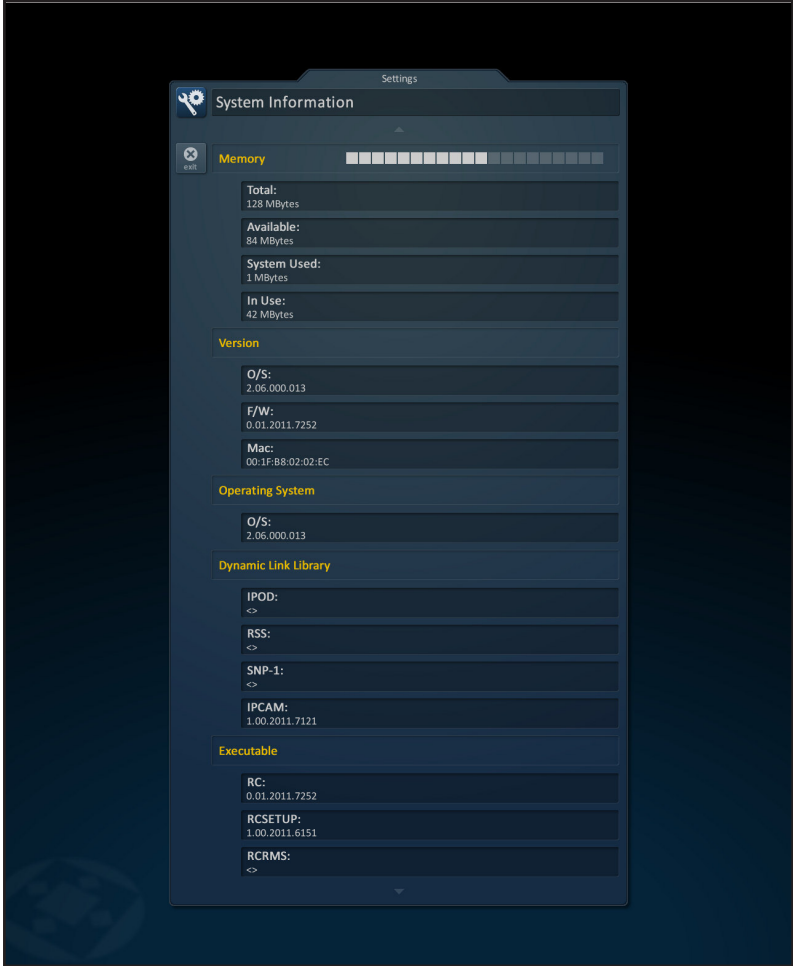 Settings
System Information
exit
Memory
Total:
128 MBytes
Available:
84 MBytes
System Used:
1 MBytes
In Use:
42 MBytes
Version
O/S:
2.06.000.013
F/W:
0.01.2011.7252
Mac:
00:1F:B8:02:02:EC
Operating System
O/S:
2.06.000.013
Dynamic Link Library
IPOD:
<>
RSS:
<>
SNP-1:
<>
IPCAM:
1.00.2011.7121
Executable
RC:
0.01.2011.7252
RCSETUP:
1.00.2011.6151
RCRMS:
<>